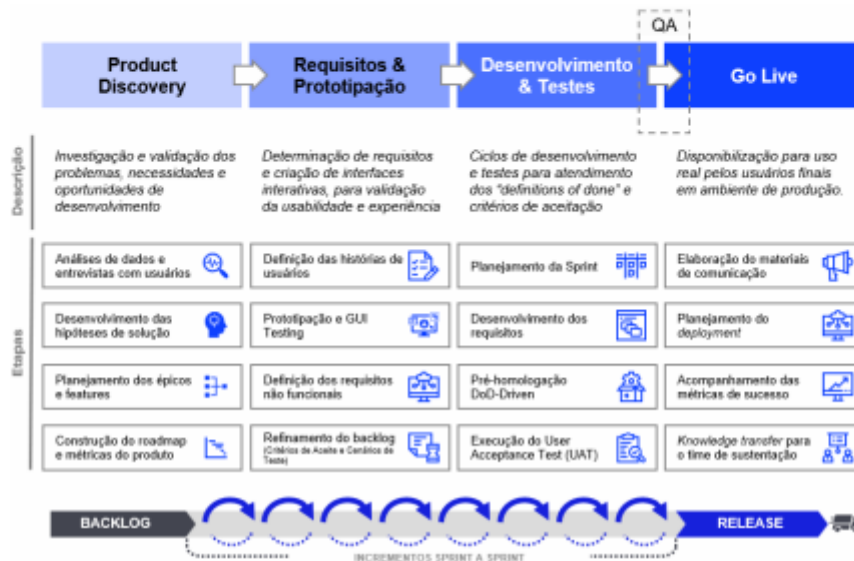 QA
Product
Discovery
Requisitos &
Prototipação
Desenvolvimento
& Testes
Go Live
Descrição
Investigação e validação dos
problemas, necessidades e
oportunidades de
desenvolvimento
Determinação de requisitos
e criação de interfaces
interativas, para validação
da usabilidade e experiência
Ciclos de desenvolvimento
e testes para atendimento
dos "definitions of done" e
critérios de aceitação
Disponibilização para uso
real pelos usuários finais
em ambiente de produção.
Etapas
Análises de dados e
entrevistas com usuários
Definição das histórias de
usuários
Planejamento da Sprint
Elaboração do materiais
de comunicação
Desenvolvimento das
hipóteses de solução
Prototipação e GUI
Testing
Desenvolvimento dos
requisitos
Planejamento do
deployment
Planejamento dos épicos
e features
Definição dos requisitos
não funcionais
Pré-homologação
DoD-Driven
Acompanhamento das
métricas de sucesso
Construção do roadmap
e métricas do produto
Refinamento do backlog
(Critérios de Aceite e Cenários de
Teste)
Execução do User
Acceptance Test (UAT)
Knowledge transfer para
o time de sustentação
BACKLOG
RELEASE
INCREMENTOS SPRINT A SPRINT